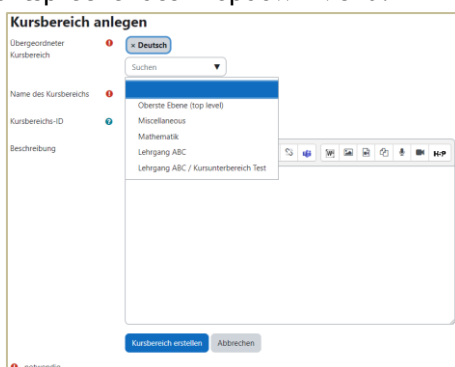 Kursbereich anlegen
Übergeordneter
Kursbereich
× Deutsch
Suchen ▼
Name des Kursbereichs
Oberste Ebene (top level)
Miscellaneous
Kursbereichs-ID
Mathematik
Beschreibung
Lehrgang ABC
Lehrgang ABC / Kursunterbereich Test
H5P
Kursbereich erstellen
Abbrechen